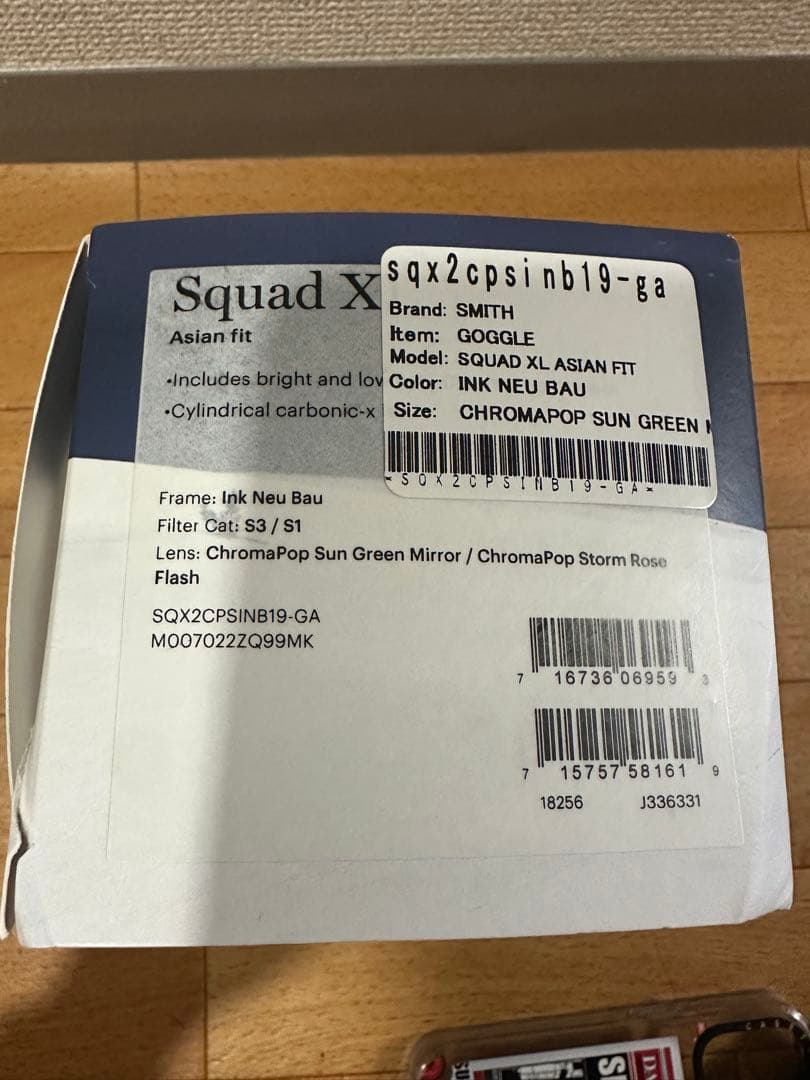 Squad X
Asian fit
•Includes bright and lov
•Cylindrical carbonic-x
sqx2cpsinb19-ga
Brand: SMITH
Item: GOGGLE
Model: SQUAD XL ASIAN FIT
Color: INK NEU BAU
Size: CHROMAPOP SUN GREEN
*SQX2CPSINB19-GA*
Frame: Ink Neu Bau
Filter Cat: S3 / S1
Lens: ChromaPop Sun Green Mirror / ChromaPop Storm Rose
Flash
SQX2CPSINB19-GA
M007022ZQ99MK
7 16736 06959 3
7 15757 58161 9
18256 J336331